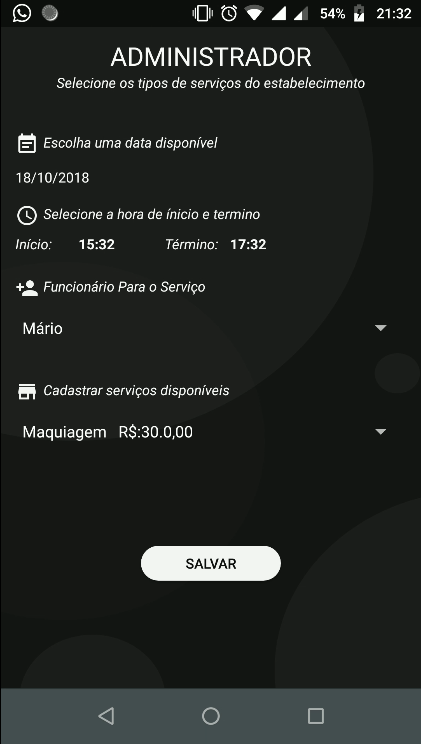 54% 21:32
ADMINISTRADOR
Selecione os tipos de serviços do estabelecimento
Escolha uma data disponível
18/10/2018
Selecione a hora de ínicio e termino
Início: 15:32 Término: 17:32
Funcionário Para o Serviço
Mário
Cadastrar serviços disponíveis
Maquiagem R$:30.0,00
SALVAR